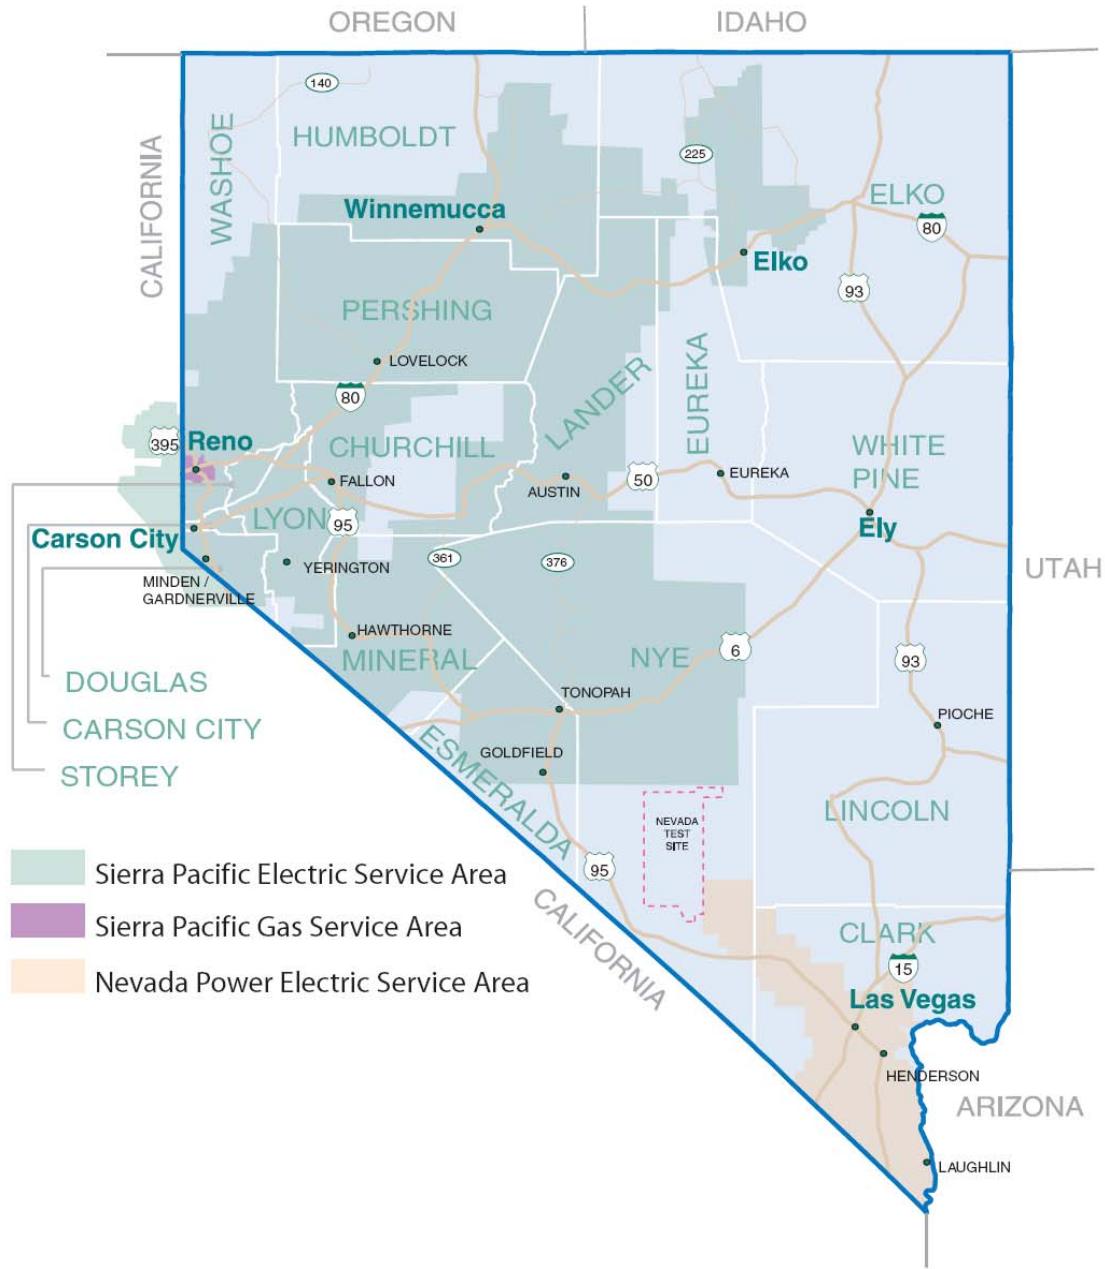 OREGON
IDAHO
140
HUMBOLDT
WASHOE
CALIFORNIA
225
ELKO
80
Winnemucca
Elko
93
PERSHING
LOVELOCK
80
LANDER
EUREKA
395
Reno
CHURCHILL
WHITE
PINE
FALLON
AUSTIN
50
EUREKA
LYON
95
Carson City
Ely
361
376
UTAH
YERINGTON
MINDEN /
GARDNERVILLE
HAWTHORNE
MINERAL
NYE
6
93
DOUGLAS
TONOPAH
PIOCHE
CARSON CITY
GOLDFIELD
ESMERALDA
STOREY
LINCOLN
NEVADA
TEST
SITE
95
Sierra Pacific Electric Service Area
Sierra Pacific Gas Service Area
Nevada Power Electric Service Area
CALIFORNIA
CLARK
15
Las Vegas
HENDERSON
ARIZONA
LAUGHLIN